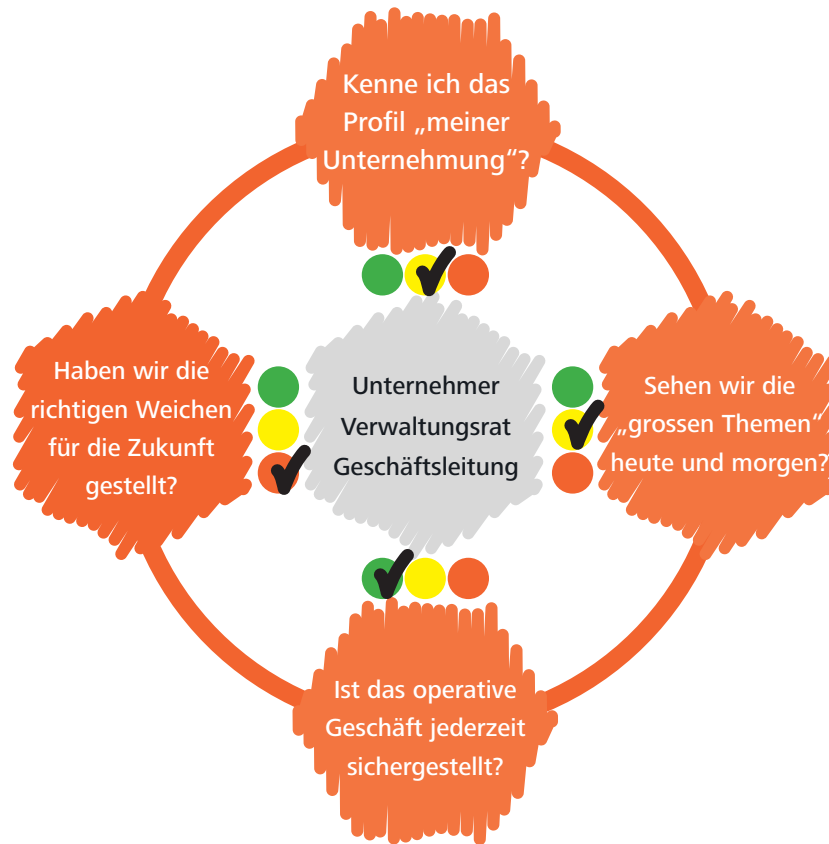 Kenne ich das
Profil „meiner
Unternehmung“?
Haben wir die
richtigen Weichen
für die Zukunft
gestellt?
Unternehmer
Verwaltungsrat
Geschäftsleitung
Sehen wir die
„grossen Themen“
heute und morgen?
Ist das operative
Geschäft jederzeit
sichergestellt?